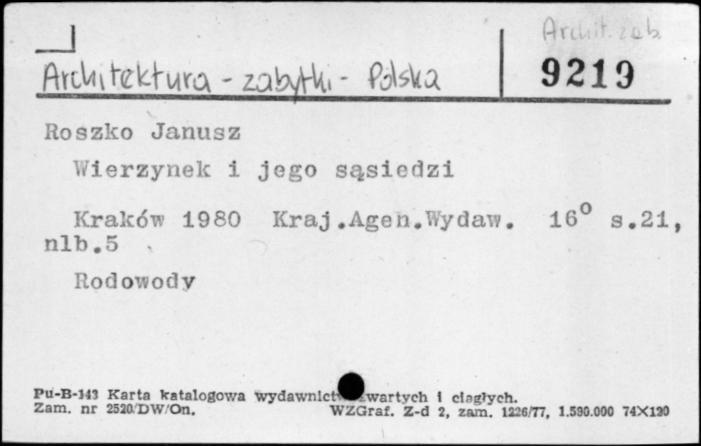 Archit. zab
Architektura - zabytki - Polska
9219
Roszko Janusz
Wierzynek i jego sąsiedzi
Kraków 1980 Kraj.Agen.Wydaw. 16⁰ s.21,
nlb.5
Rodowody
Pu-B-143 Karta katalogowa wydawnictw zwartych i ciągłych.
Zam. nr 2520/DW/On. WZGraf. Z-d 2, zam. 1226/77, 1.590.000 74X120